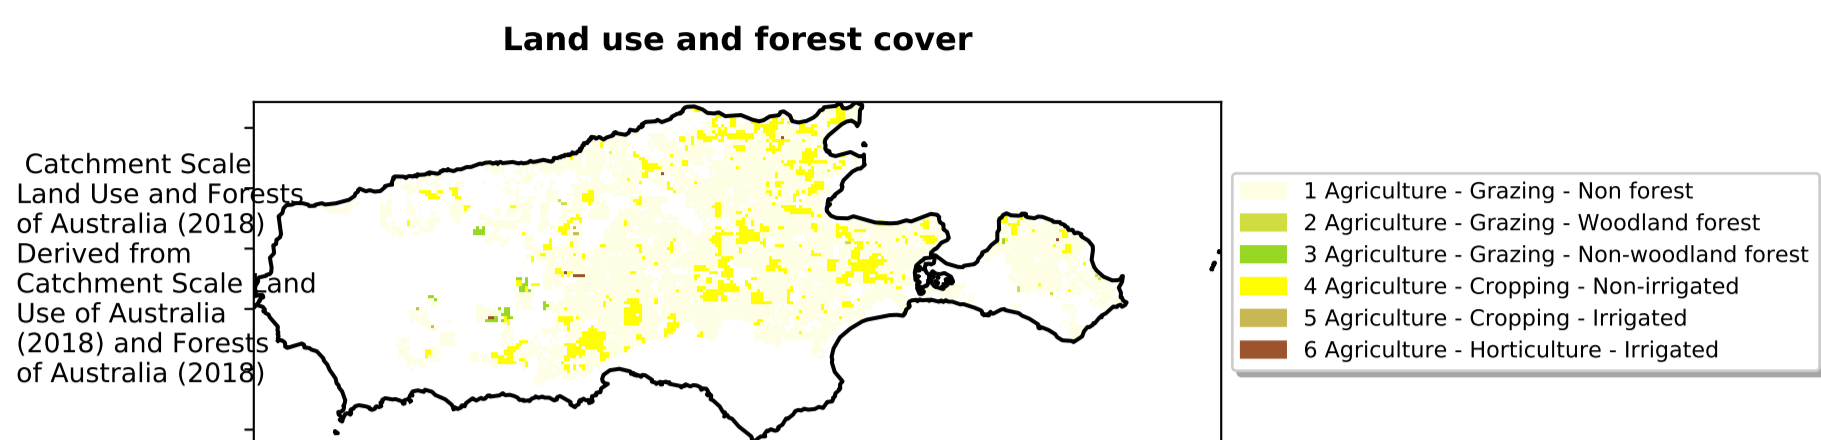 Land use and forest cover
Catchment Scale
Land Use and Forests
of Australia (2018)
Derived from
Catchment Scale Land
Use of Australia
(2018) and Forests
of Australia (2018)
1 Agriculture - Grazing - Non forest
2 Agriculture - Grazing - Woodland forest
3 Agriculture - Grazing - Non-woodland forest
4 Agriculture - Cropping - Non-irrigated
5 Agriculture - Cropping - Irrigated
6 Agriculture - Horticulture - Irrigated